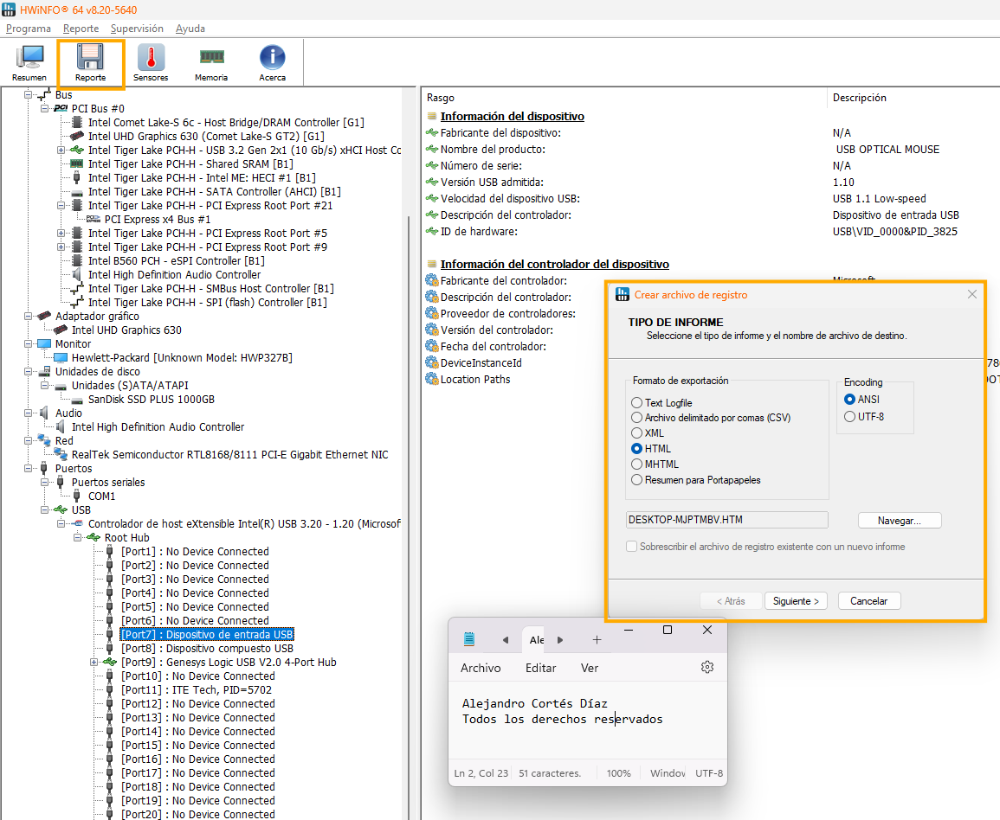 HWiNFO® 64 v8.20-5640
Programa Reporte Supervisión Ayuda
Resumen Reporte Sensores Memoria Acerca
Bus
PCI Bus #0
Intel Comet Lake-S 6c - Host Bridge/DRAM Controller [G1]
Intel UHD Graphics 630 (Comet Lake-S GT2) [G1]
Intel Tiger Lake PCH-H - USB 3.2 Gen 2x1 (10 Gb/s) xHCI Host Co
Intel Tiger Lake PCH-H - Shared SRAM [B1]
Intel Tiger Lake PCH-H - Intel ME: HECI #1 [B1]
Intel Tiger Lake PCH-H - SATA Controller (AHCI) [B1]
Intel Tiger Lake PCH-H - PCI Express Root Port #21
PCI Express x4 Bus #1
Intel Tiger Lake PCH-H - PCI Express Root Port #5
Intel Tiger Lake PCH-H - PCI Express Root Port #9
Intel B560 PCH - eSPI Controller [B1]
Intel High Definition Audio Controller
Intel Tiger Lake PCH-H - SMBus Host Controller [B1]
Intel Tiger Lake PCH-H - SPI (flash) Controller [B1]
Adaptador gráfico
Intel UHD Graphics 630
Monitor
Hewlett-Packard [Unknown Model: HWP327B]
Unidades de disco
Unidades (S)ATA/ATAPI
SanDisk SSD PLUS 1000GB
Audio
Intel High Definition Audio Controller
Red
RealTek Semiconductor RTL8168/8111 PCI-E Gigabit Ethernet NIC
Puertos
Puertos seriales
COM1
USB
Controlador de host eXtensible Intel(R) USB 3.20 - 1.20 (Microsof
Root Hub
[Port1] : No Device Connected
[Port2] : No Device Connected
[Port3] : No Device Connected
[Port4] : No Device Connected
[Port5] : No Device Connected
[Port6] : No Device Connected
[Port7] : Dispositivo de entrada USB
[Port8] : Dispositivo compuesto USB
[Port9] : Genesys Logic USB V2.0 4-Port Hub
[Port10] : No Device Connected
[Port11] : ITE Tech, PID=5702
[Port12] : No Device Connected
[Port13] : No Device Connected
[Port14] : No Device Connected
[Port15] : No Device Connected
[Port16] : No Device Connected
[Port17] : No Device Connected
[Port18] : No Device Connected
[Port19] : No Device Connected
[Port20] : No Device Connected
Rasgo Descripción
Información del dispositivo
Fabricante del dispositivo: N/A
Nombre del producto: USB OPTICAL MOUSE
Número de serie: N/A
Versión USB admitida: 1.10
Velocidad del dispositivo USB: USB 1.1 Low-speed
Descripción del controlador: Dispositivo de entrada USB
ID de hardware: USB\VID_0000&PID_3825
Información del controlador del dispositivo
Fabricante del controlador: Microsoft
Descripción del controlador:
Proveedor de controladores:
Versión del controlador:
Fecha del controlador:
DeviceInstanceId
Location Paths
Crear archivo de registro
TIPO DE INFORME
Seleccione el tipo de informe y el nombre de archivo de destino.
Formato de exportación
Text Logfile
Archivo delimitado por comas (CSV)
XML
HTML
MHTML
Resumen para Portapapeles
Encoding
ANSI
UTF-8
DESKTOP-MJPTMBV.HTM Navegar...
Sobrescribir el archivo de registro existente con un nuevo informe
< Atrás Siguiente > Cancelar
Ale
Archivo Editar Ver
Alejandro Cortés Díaz
Todos los derechos reservados
Ln 2, Col 23 51 caracteres. 100% Window UTF-8